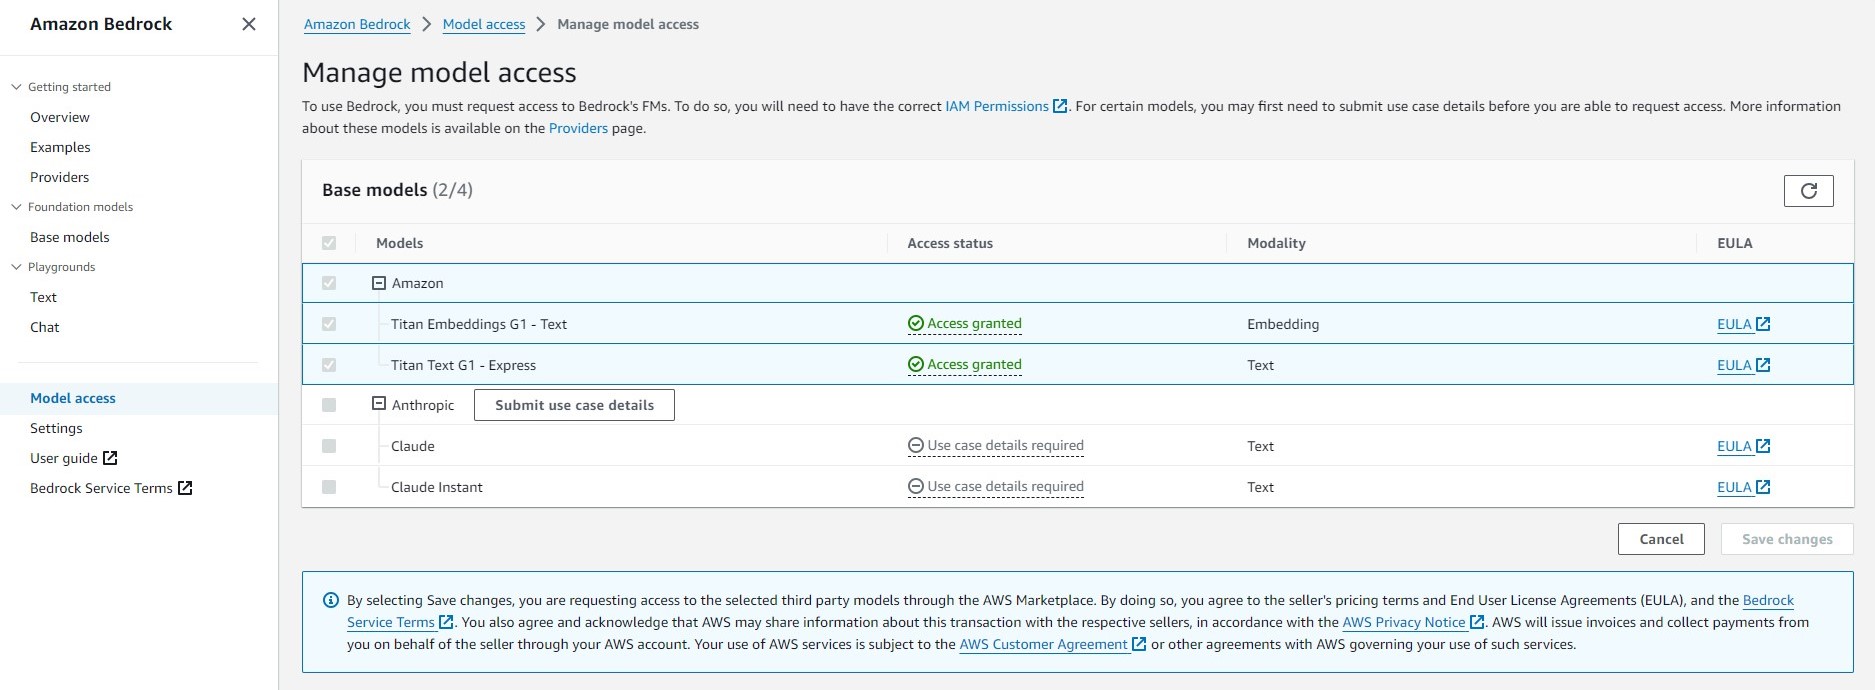 Amazon Bedrock
Getting started
Overview
Examples
Providers
Foundation models
Base models
Playgrounds
Text
Chat
Model access
Settings
User guide
Bedrock Service Terms
Amazon Bedrock > Model access > Manage model access
Manage model access
To use Bedrock, you must request access to Bedrock's FMs. To do so, you will need to have the correct IAM Permissions. For certain models, you may first need to submit use case details before you are able to request access. More information
about these models is available on the Providers page.
Base models (2/4)
Models Access status Modality EULA
Amazon
Titan Embeddings G1 - Text Access granted Embedding EULA
Titan Text G1 - Express Access granted Text EULA
Anthropic Submit use case details
Claude Use case details required Text EULA
Claude Instant Use case details required Text EULA
Cancel Save changes
By selecting Save changes, you are requesting access to the selected third party models through the AWS Marketplace. By doing so, you agree to the seller's pricing terms and End User License Agreements (EULA), and the Bedrock
Service Terms. You also agree and acknowledge that AWS may share information about this transaction with the respective sellers, in accordance with the AWS Privacy Notice. AWS will issue invoices and collect payments from
you on behalf of the seller through your AWS account. Your use of AWS services is subject to the AWS Customer Agreement or other agreements with AWS governing your use of such services.